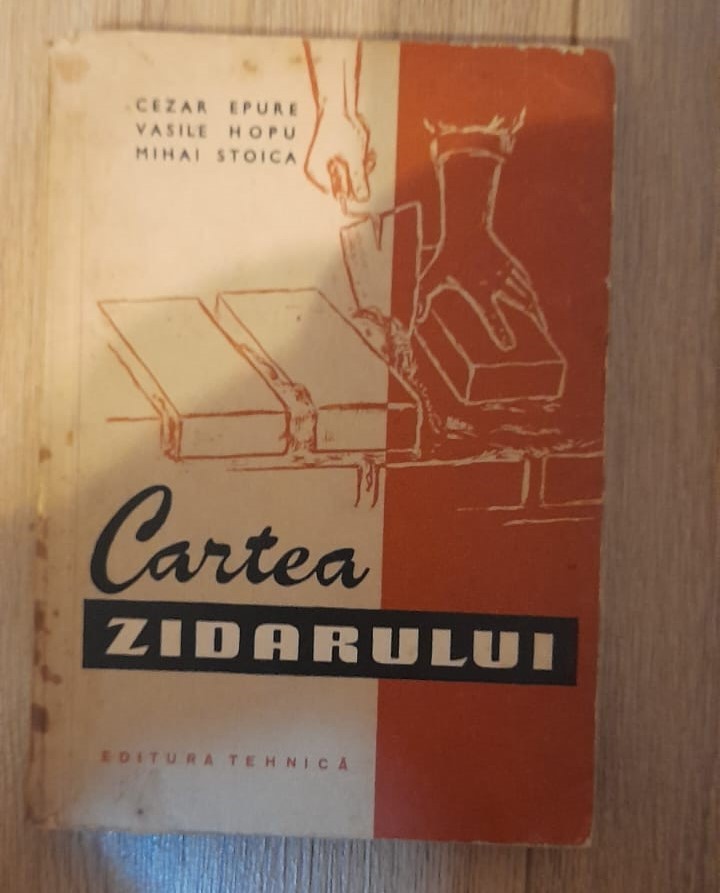 CEZAR EPURE
VASILE HOPU
MIHAI STOICA
Cartea
ZIDARULUI
EDITURA TEHNICĂ